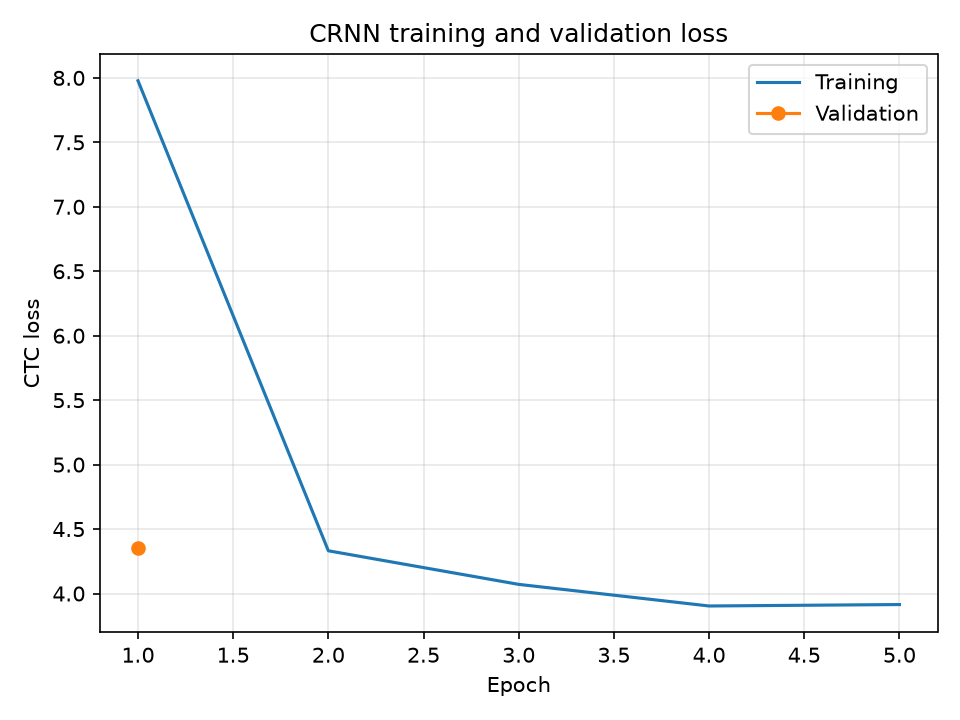 CRNN training and validation loss
Training
Validation
8.0
7.5
7.0
6.5
6.0
5.5
5.0
4.5
4.0
CTC loss
1.0 1.5 2.0 2.5 3.0 3.5 4.0 4.5 5.0
Epoch